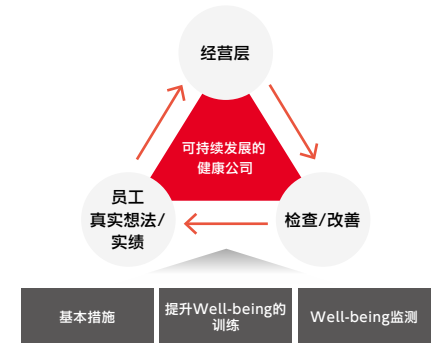 经营层
可持续发展的
健康公司
员工
真实想法/
实绩
检查/改善
基本措施
提升Well-being的
训练
Well-being监测